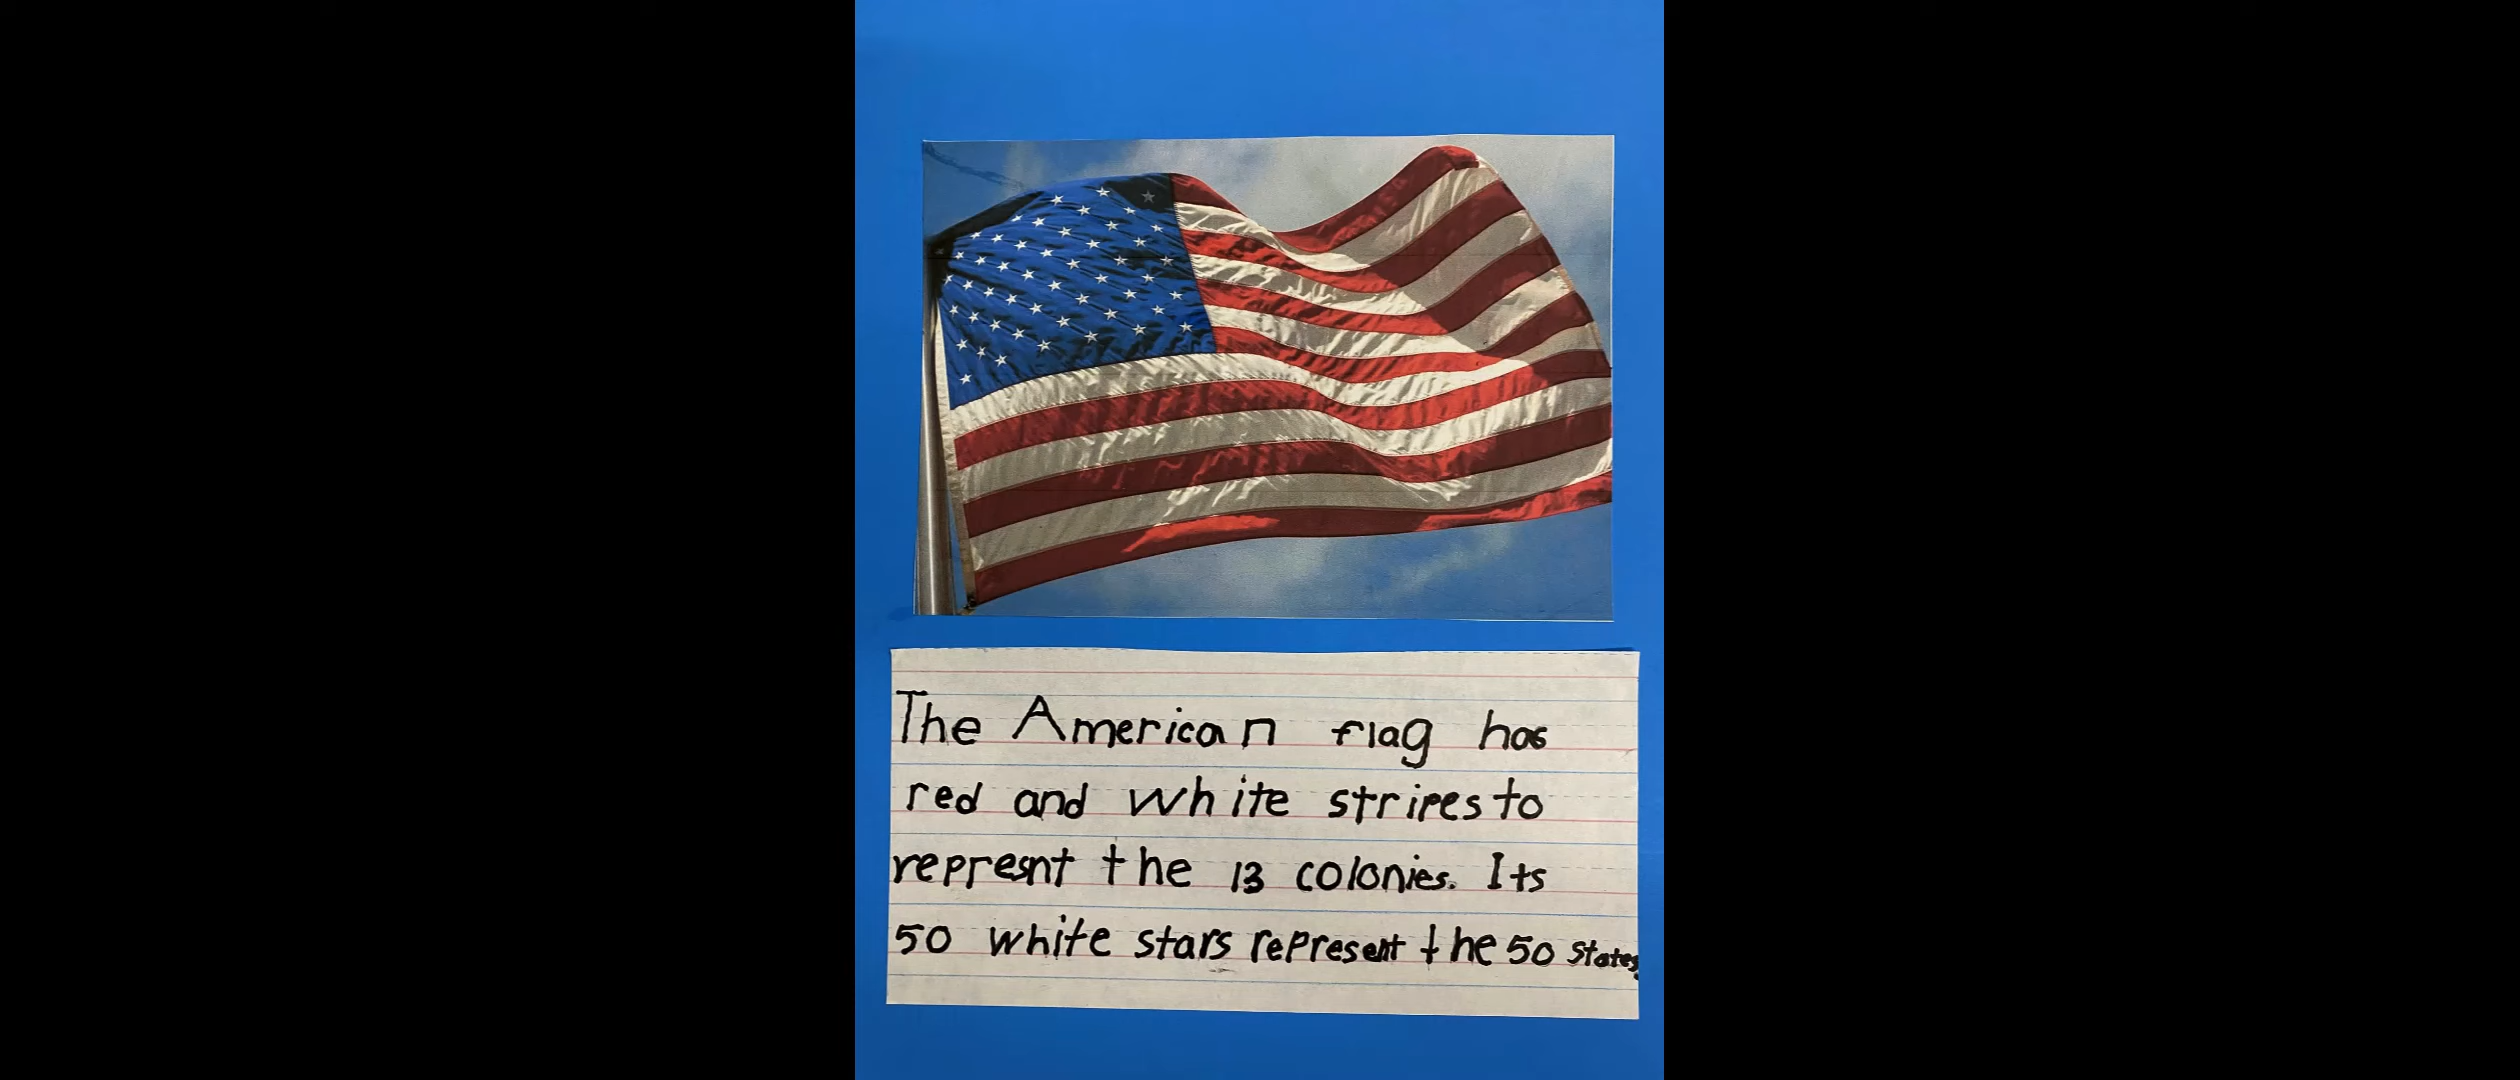 The American flag has
red and white stripes to
represnt the 13 colonies. Its
50 white stars represent the 50 states.